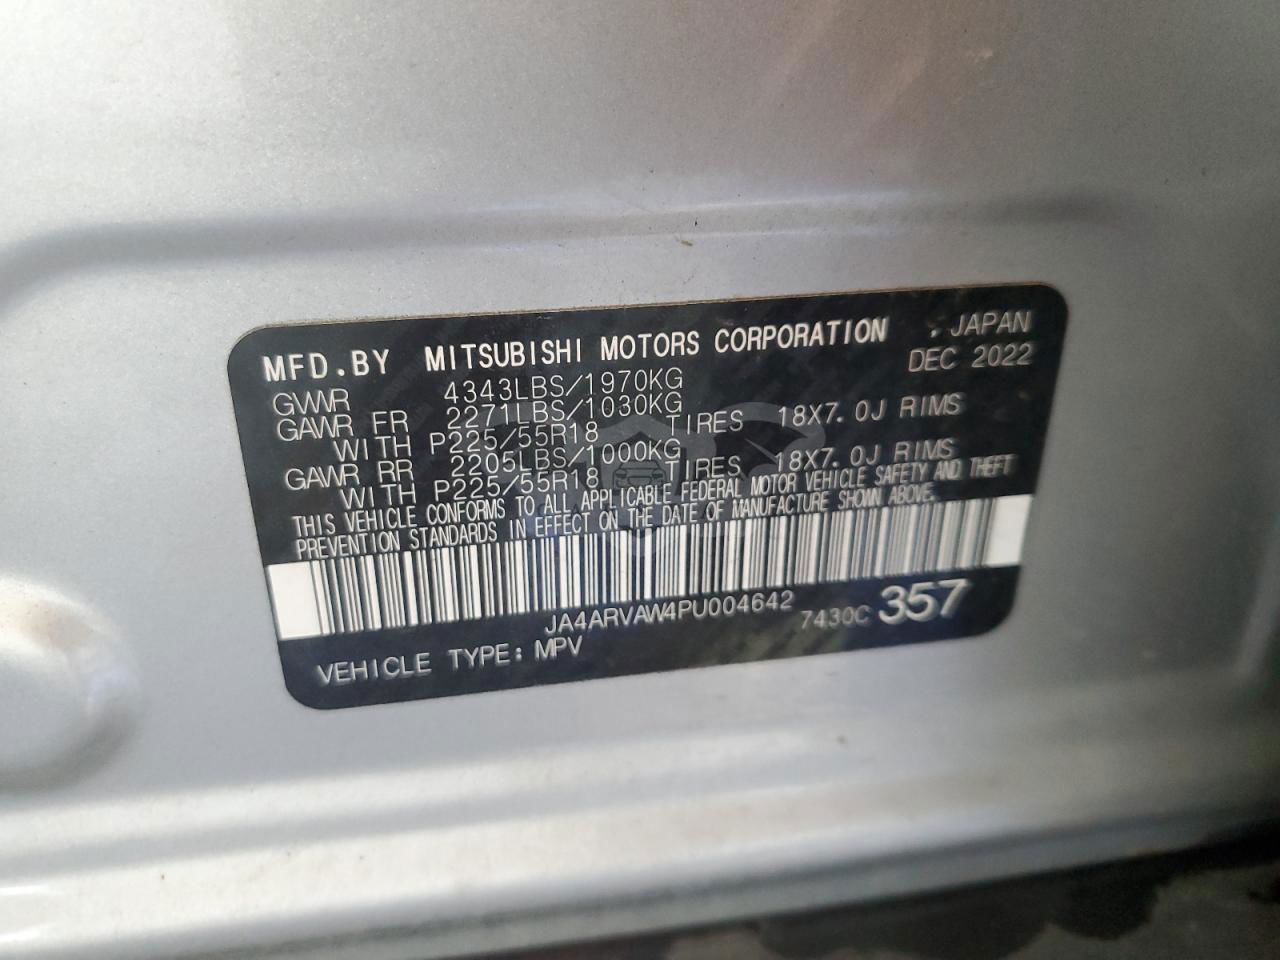 MFD.BY MITSUBISHI MOTORS CORPORATION JAPAN
DEC 2022
GVWR 4343LBS/1970KG
GAWR FR 2271LBS/1030KG
WITH P225/55R18 TIRES 18X7.0J RIMS
GAWR RR 2205LBS/1000KG
WITH P225/55R18 TIRES 18X7.0J RIMS
THIS VEHICLE CONFORMS TO ALL APPLICABLE FEDERAL MOTOR VEHICLE SAFETY AND THEFT
PREVENTION STANDARDS IN EFFECT ON THE DATE OF MANUFACTURE SHOWN ABOVE.
JA4ARVAW4PU004642 7430C 357
VEHICLE TYPE: MPV